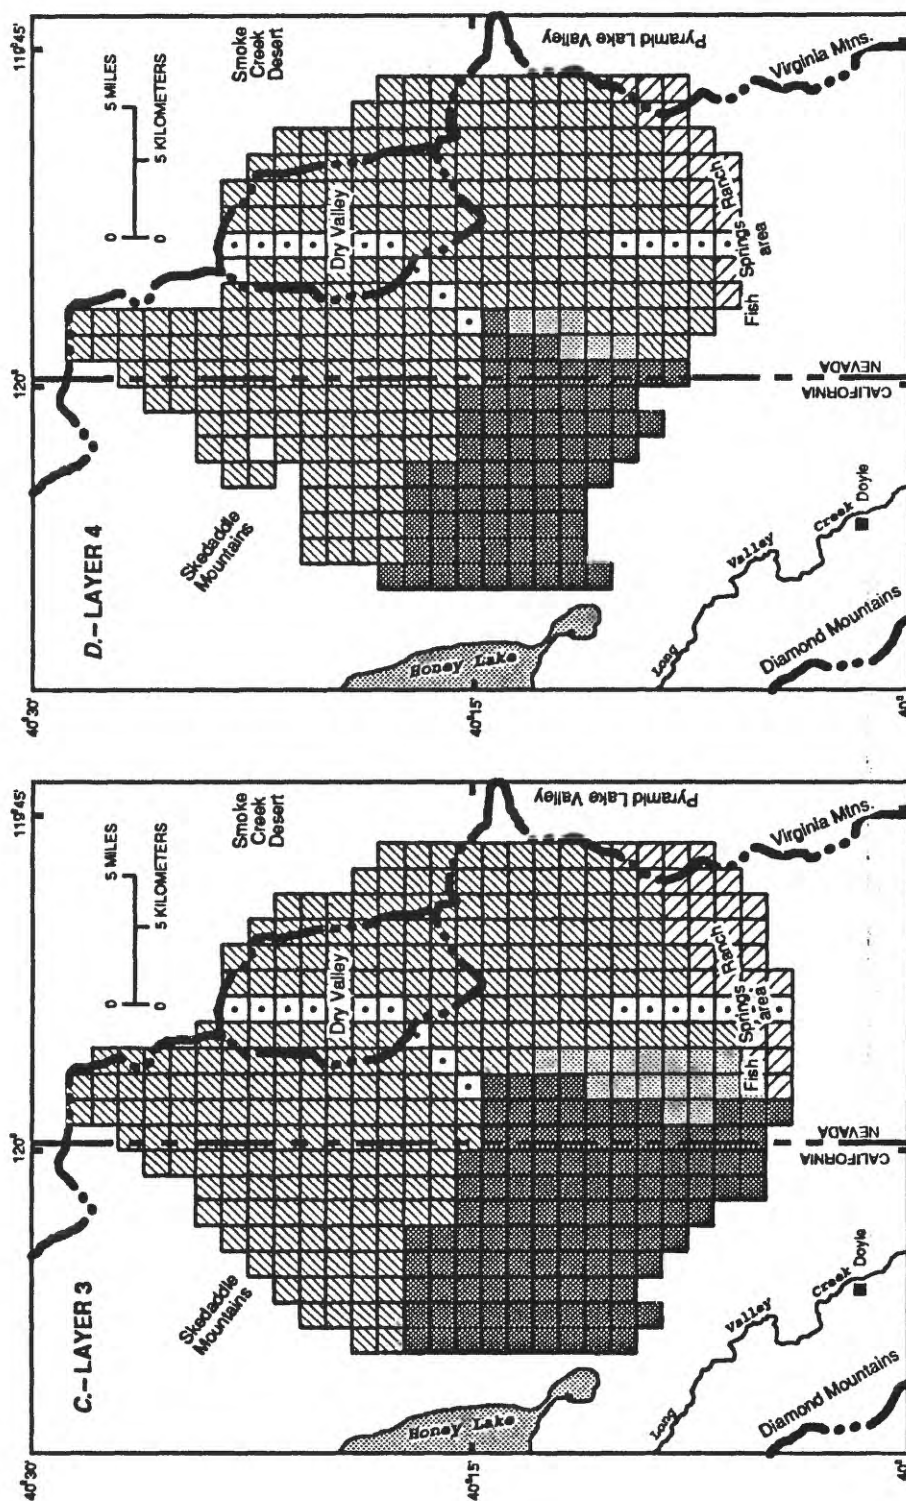 C.– LAYER 3
40°30'
40°15'
40°
120°
119°45'
0 5 MILES
0 5 KILOMETERS
Smoke
Creek
Desert
Skedaddle
Mountains
Dry Valley
Honey Lake
Pyramid Lake Valley
Virginia Mtns.
Fish Springs Ranch
area
CALIFORNIA
NEVADA
Long Valley Creek
Doyle
Diamond Mountains
D.– LAYER 4
40°30'
40°15'
40°
120°
119°45'
0 5 MILES
0 5 KILOMETERS
Smoke
Creek
Desert
Skedaddle
Mountains
Dry Valley
Honey Lake
Pyramid Lake Valley
Virginia Mtns.
Fish Springs Ranch
area
CALIFORNIA
NEVADA
Long Valley Creek
Doyle
Diamond Mountains